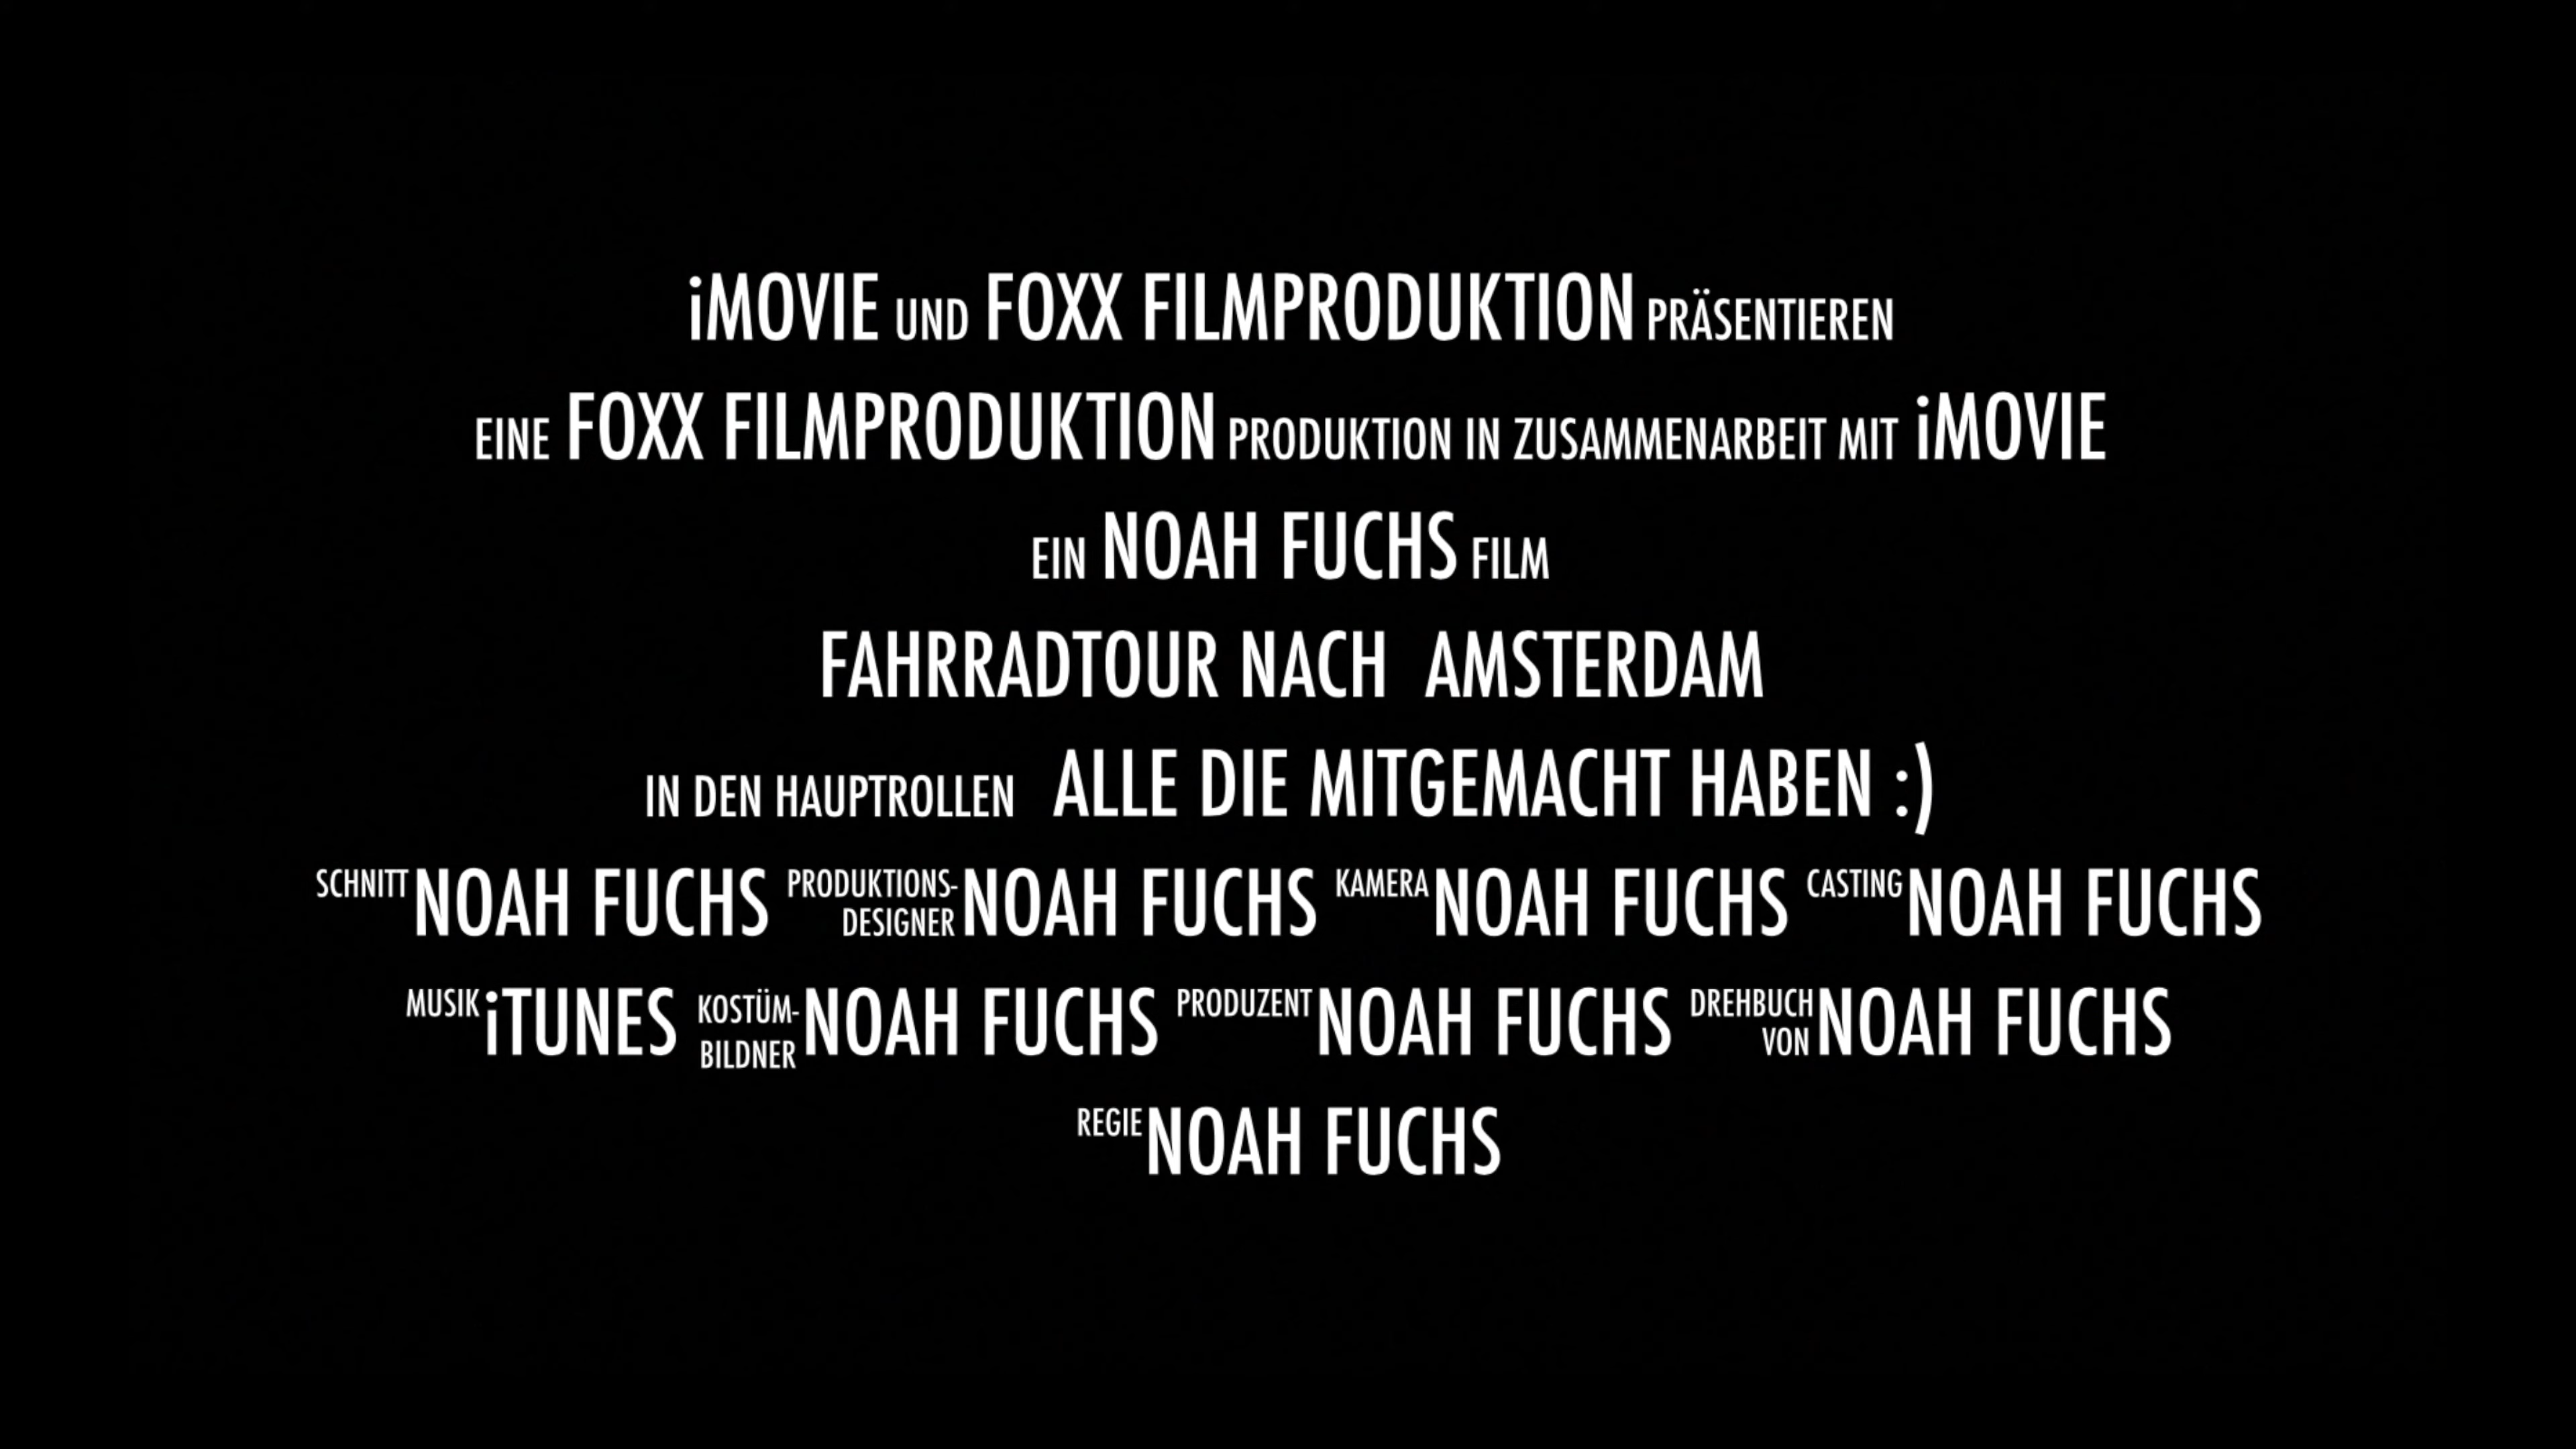 iMOVIE UND FOXX FILMPRODUKTION PRÄSENTIEREN
EINE FOXX FILMPRODUKTION PRODUKTION IN ZUSAMMENARBEIT MIT iMOVIE
EIN NOAH FUCHS FILM
FAHRRADTOUR NACH AMSTERDAM
IN DEN HAUPTROLLEN ALLE DIE MITGEMACHT HABEN :)
SCHNITT NOAH FUCHS PRODUKTIONS-DESIGNER NOAH FUCHS KAMERA NOAH FUCHS CASTING NOAH FUCHS
MUSIK iTUNES KOSTÜM-BILDNER NOAH FUCHS PRODUZENT NOAH FUCHS DREHBUCH VON NOAH FUCHS
REGIE NOAH FUCHS